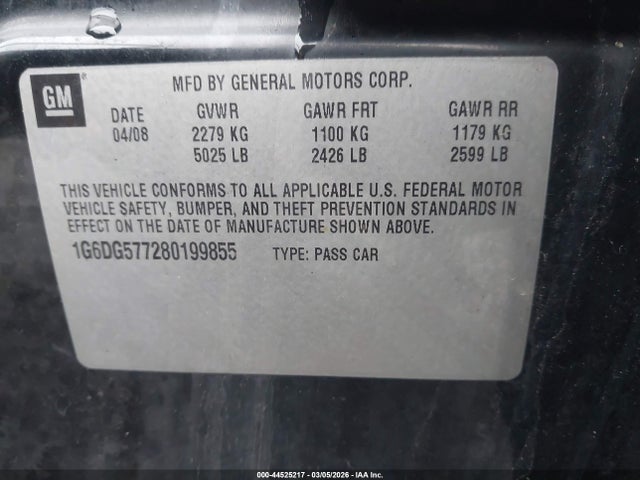 GM
®
MFD BY GENERAL MOTORS CORP.
DATE GVWR GAWR FRT GAWR RR
04/08 2279 KG 1100 KG 1179 KG
5025 LB 2426 LB 2599 LB
THIS VEHICLE CONFORMS TO ALL APPLICABLE U.S. FEDERAL MOTOR
VEHICLE SAFETY, BUMPER, AND THEFT PREVENTION STANDARDS IN
EFFECT ON THE DATE OF MANUFACTURE SHOWN ABOVE.
1G6DG577280199855 TYPE: PASS CAR
000-44525217 - 03/05/2026 - IAA Inc.